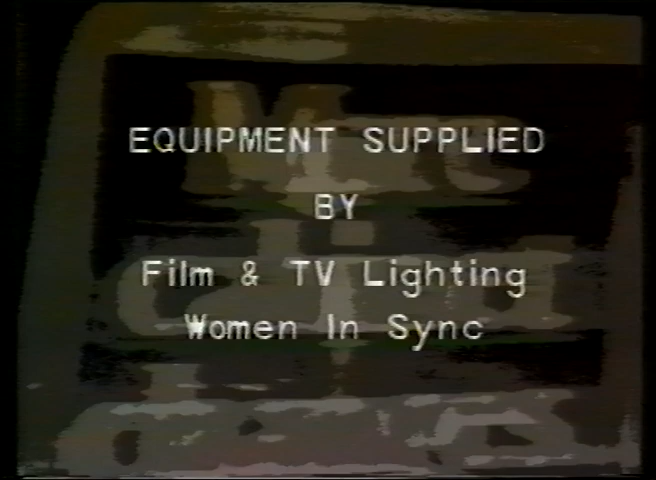 EQUIPMENT SUPPLIED
BY
Film & TV Lighting
Women In Sync